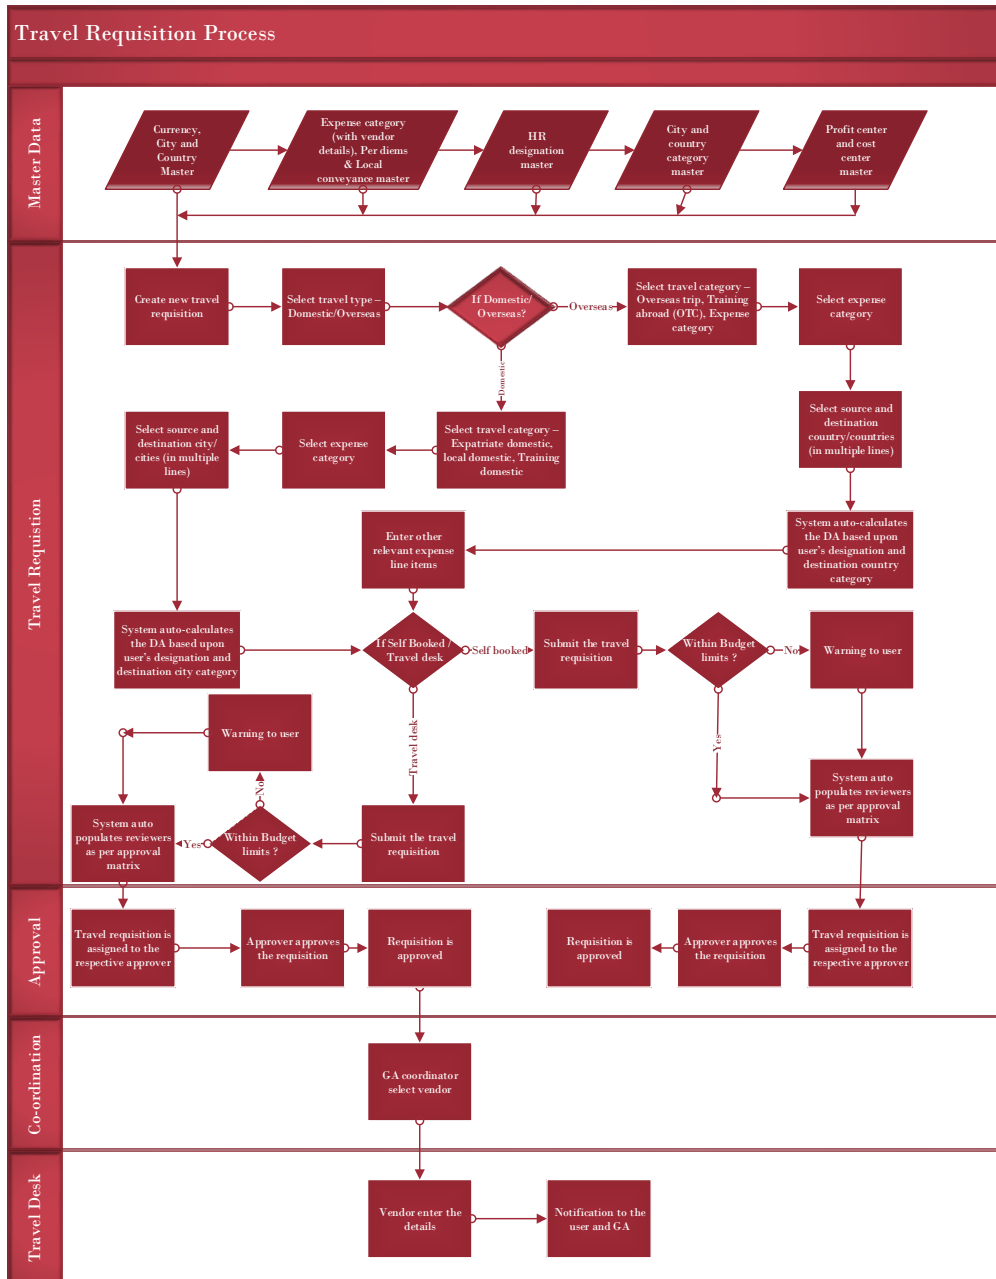 Travel Requisition Process
Master Data
Currency,
City and
Country
Master
Expense category
(with vendor
details), Per diems
& Local
conveyance master
HR
designation
master
City and
country
category
master
Profit center
and cost
center
master
Travel Requistion
Create new travel
requisition
Select travel type –
Domestic/Overseas
If Domestic/
Overseas?
Overseas
Select travel category –
Overseas trip, Training
abroad (OTC), Expense
category
Select expense
category
Domestic
Select source and
destination city/
cities (in multiple
lines)
Select expense
category
Select travel category –
Expatriate domestic,
local domestic, Training
domestic
Select source and
destination
country/countries
(in multiple lines)
Enter other
relevant expense
line items
System auto-calculates
the DA based upon
user's designation and
destination country
category
System auto-calculates
the DA based upon
user's designation and
destination city category
If Self Booked /
Travel desk
Self booked
Submit the travel
requisition
Within Budget
limits ?
No
Warning to user
Warning to user
Travel desk
Yes
No
System auto
populates reviewers
as per approval
matrix
System auto
populates reviewers
as per approval
matrix
Yes
Within Budget
limits ?
Submit the travel
requisition
Approval
Travel requisition is
assigned to the
respective approver
Approver approves
the requisition
Requisition is
approved
Requisition is
approved
Approver approves
the requisition
Travel requisition is
assigned to the
respective approver
Co-ordination
GA coordinator
select vendor
Travel Desk
Vendor enter the
details
Notification to the
user and GA